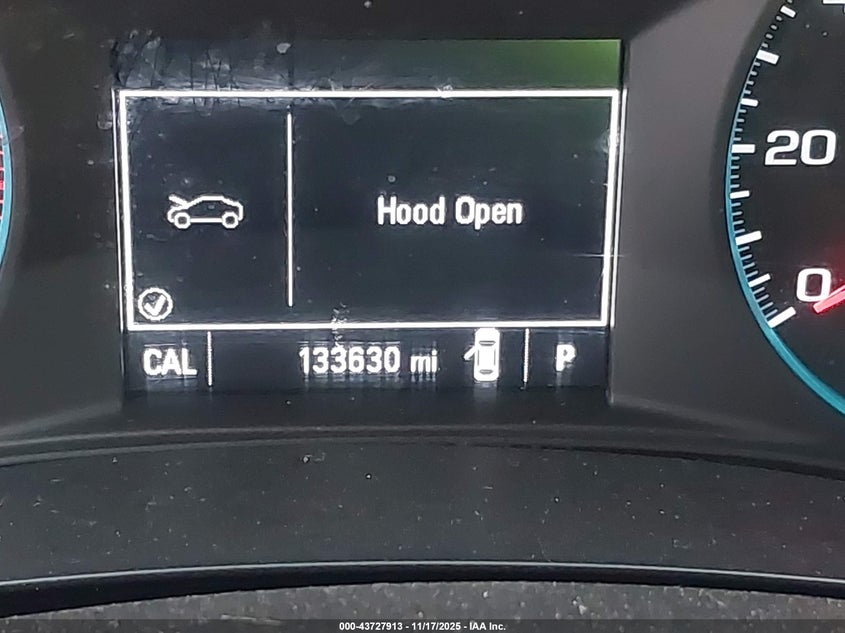 Hood Open
20
0
CAL 133630 mi P
000-43727913 - 11/17/2025 - IAA Inc.